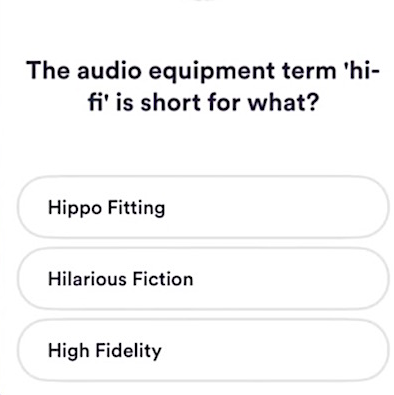 The audio equipment term 'hi-
fi' is short for what?
Hippo Fitting
Hilarious Fiction
High Fidelity